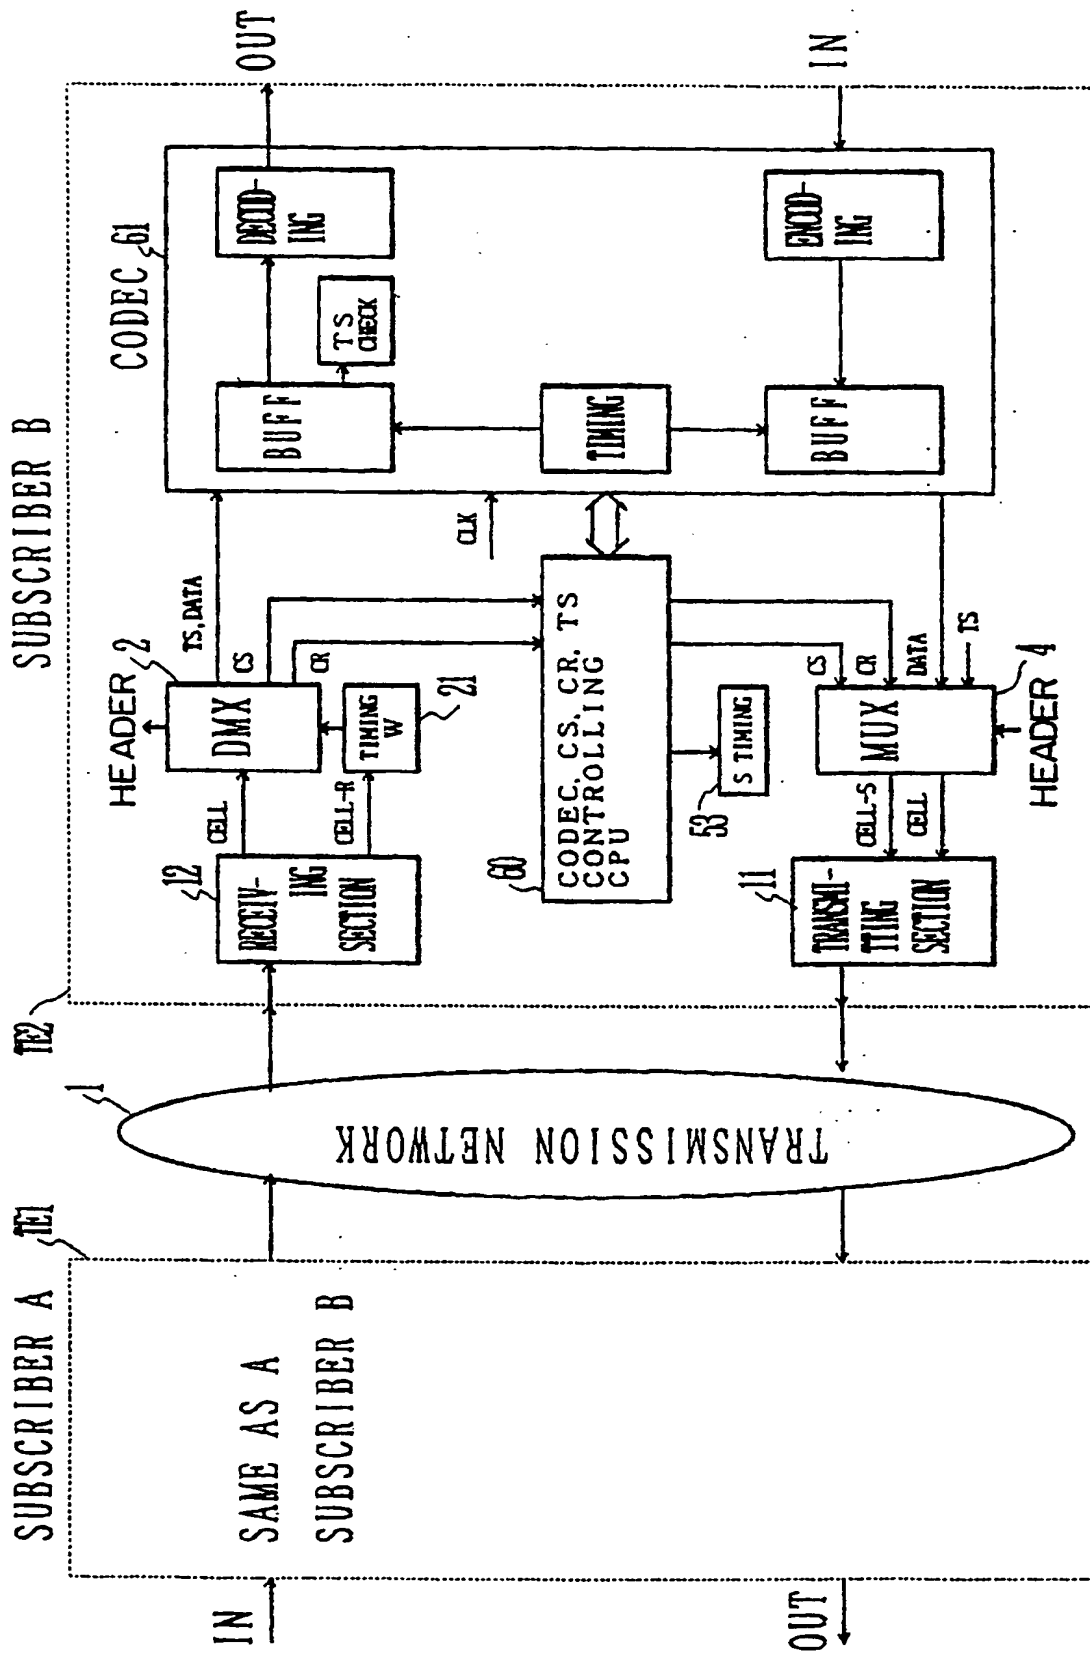 SUBSCRIBER A
TE1
IN
SAME AS A
SUBSCRIBER B
OUT
1
TRANSMISSION NETWORK
SUBSCRIBER B
TE2
HEADER
2
DMX
CELL
12
RECEIV-
ING
SECTION
CELL-R
TIMING
W
21
TS,DATA
CS
CR
CODEC 61
BUFF
TS
CHECK
DECOD-
ING
OUT
CLK
60
CODEC, CS, CR, TS
CONTROLLING
CPU
TIMING
53
S TIMING
11
TRANSMI-
TTING
SECTION
CELL-S
CELL
MUX
4
HEADER
CS
CR
DATA
TS
BUFF
ENCOD-
ING
IN